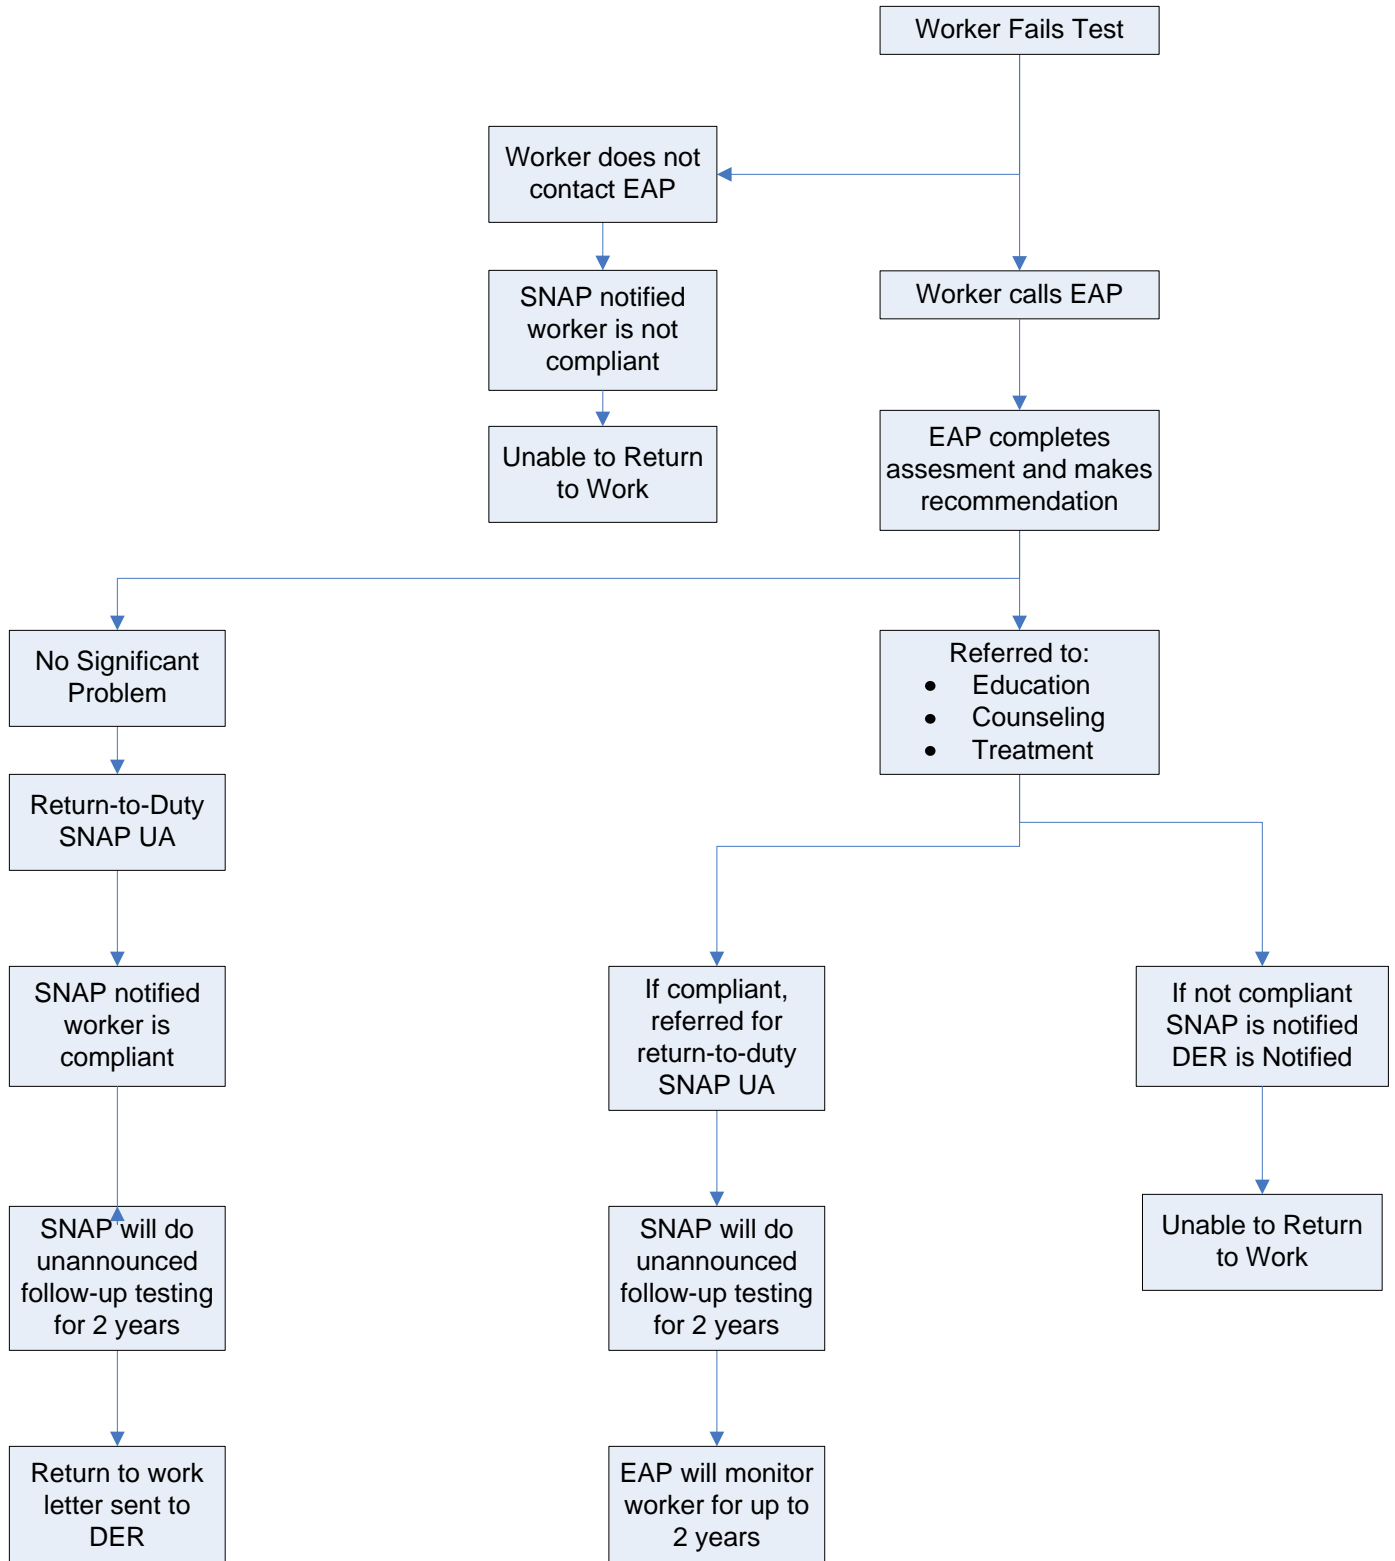 Worker Fails Test
Worker does not
contact EAP
SNAP notified
worker is not
compliant
Unable to Return
to Work
Worker calls EAP
EAP completes
assesment and makes
recommendation
No Significant
Problem
Return-to-Duty
SNAP UA
SNAP notified
worker is
compliant
SNAP will do
unannounced
follow-up testing
for 2 years
Return to work
letter sent to
DER
Referred to:
• Education
• Counseling
• Treatment
If compliant,
referred for
return-to-duty
SNAP UA
SNAP will do
unannounced
follow-up testing
for 2 years
EAP will monitor
worker for up to
2 years
If not compliant
SNAP is notified
DER is Notified
Unable to Return
to Work